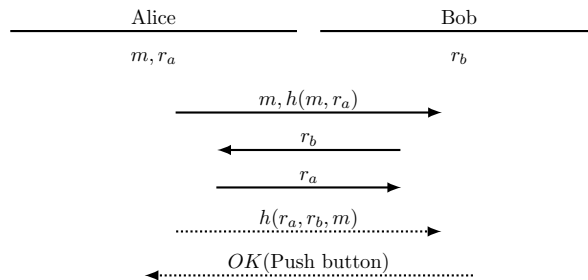 Alice Bob
m, r_a r_b
m, h(m, r_a)
r_b
r_a
h(r_a, r_b, m)
OK(Push button)